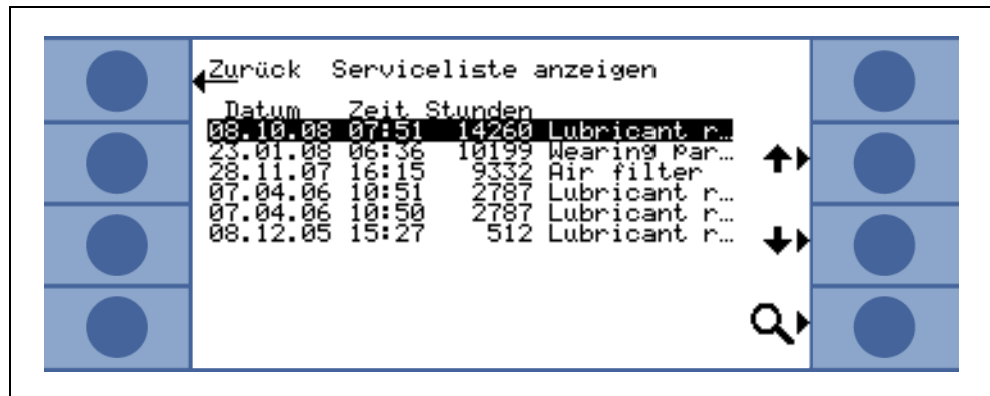 Zurück Serviceliste anzeigen
Datum Zeit Stunden
08.10.08 07:51 14260 Lubricant r…
23.01.08 06:36 10199 Wearing par…
28.11.07 16:15 9332 Air filter
07.04.06 10:51 2787 Lubricant r…
07.04.06 10:50 2787 Lubricant r…
08.12.05 15:27 512 Lubricant r…